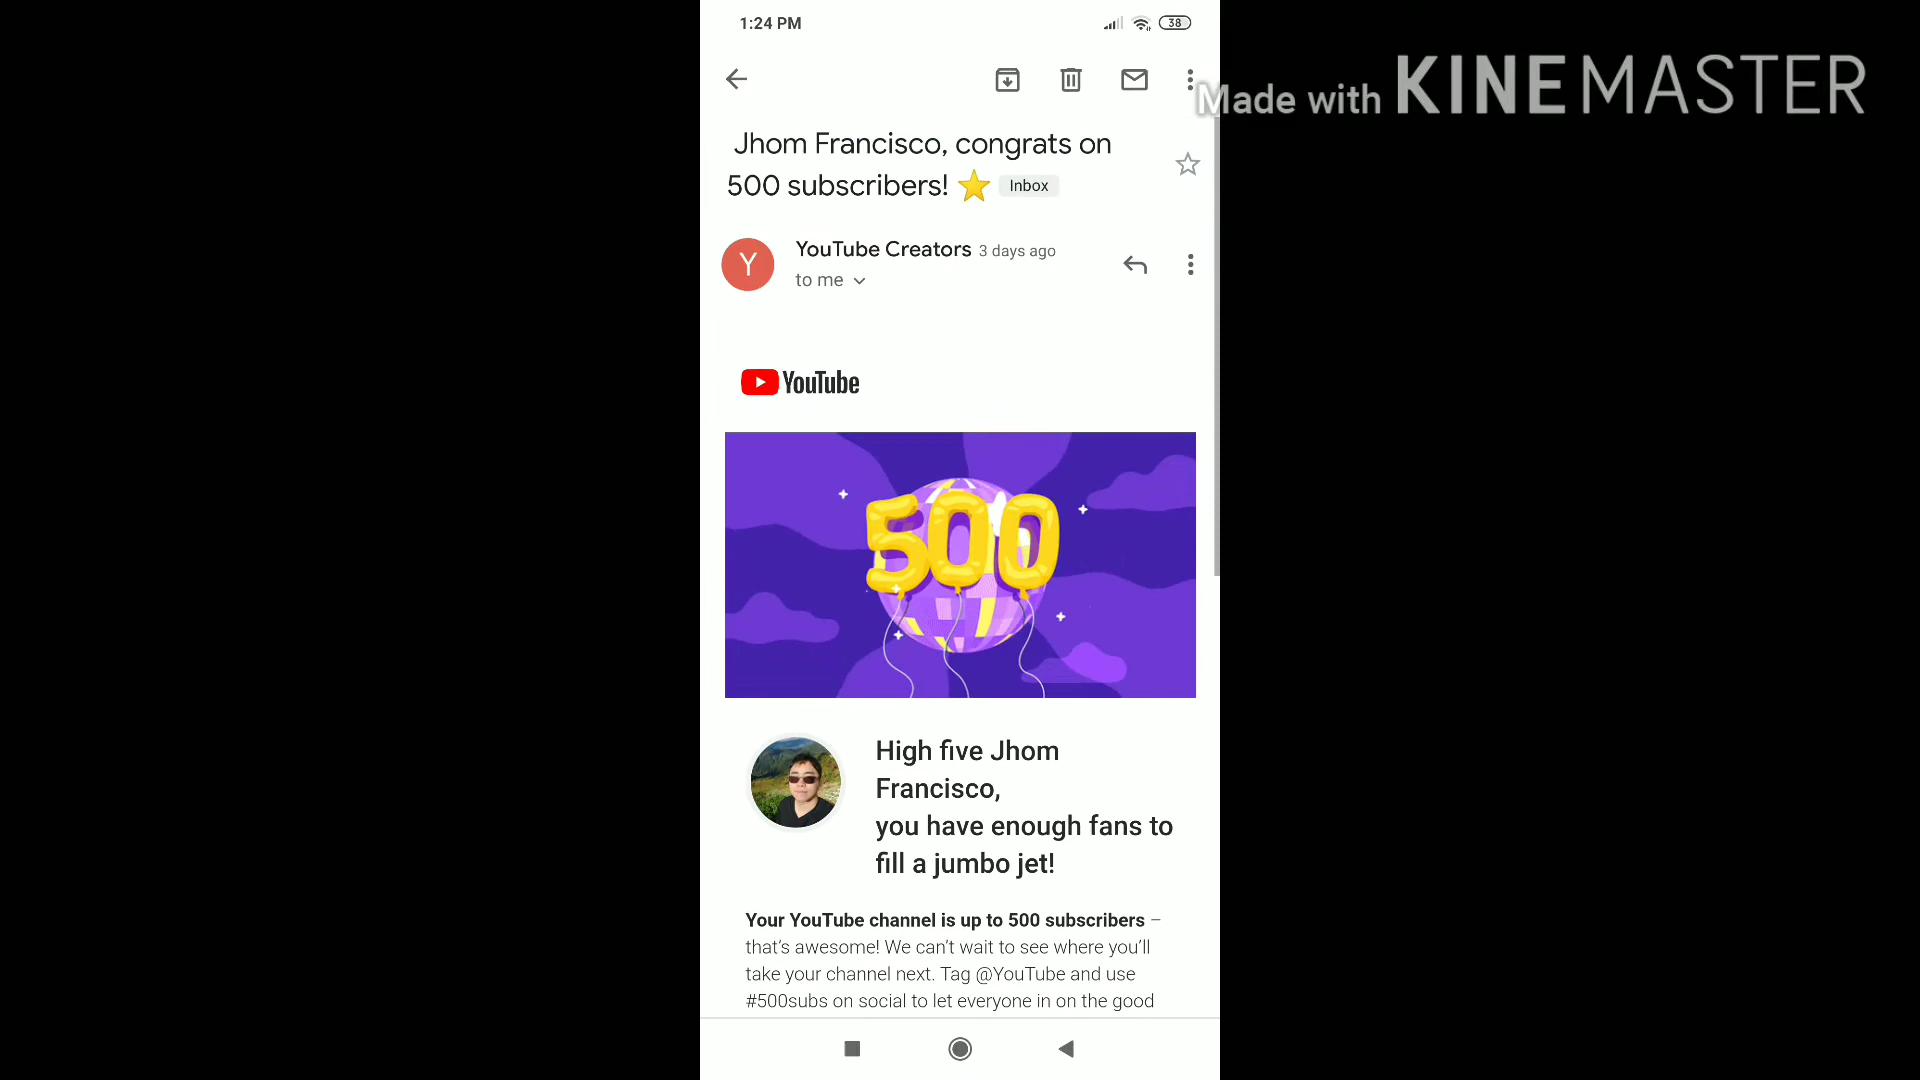 1:24 PM
38
Made with KINEMASTER
Jhom Francisco, congrats on
500 subscribers! ⭐ Inbox
Y
YouTube Creators 3 days ago
to me
YouTube
500
High five Jhom
Francisco,
you have enough fans to
fill a jumbo jet!
Your YouTube channel is up to 500 subscribers –
that’s awesome! We can’t wait to see where you’ll
take your channel next. Tag @YouTube and use
#500subs on social to let everyone in on the good